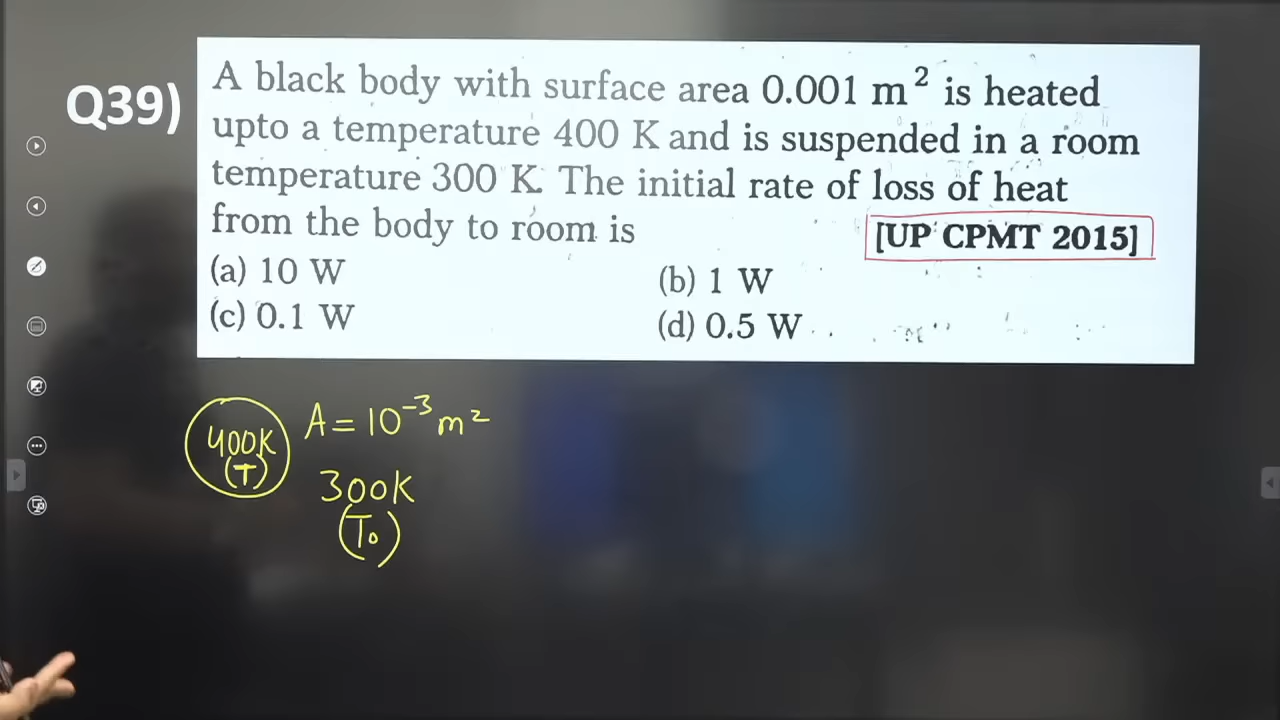 Q39)
A black body with surface area 0.001 m² is heated
upto a temperature 400 K and is suspended in a room
temperature 300 K. The initial rate of loss of heat
from the body to room is
[UP CPMT 2015]
(a) 10 W (b) 1 W
(c) 0.1 W (d) 0.5 W
400K
(T)
A = 10⁻³ m²
300K
(T₀)